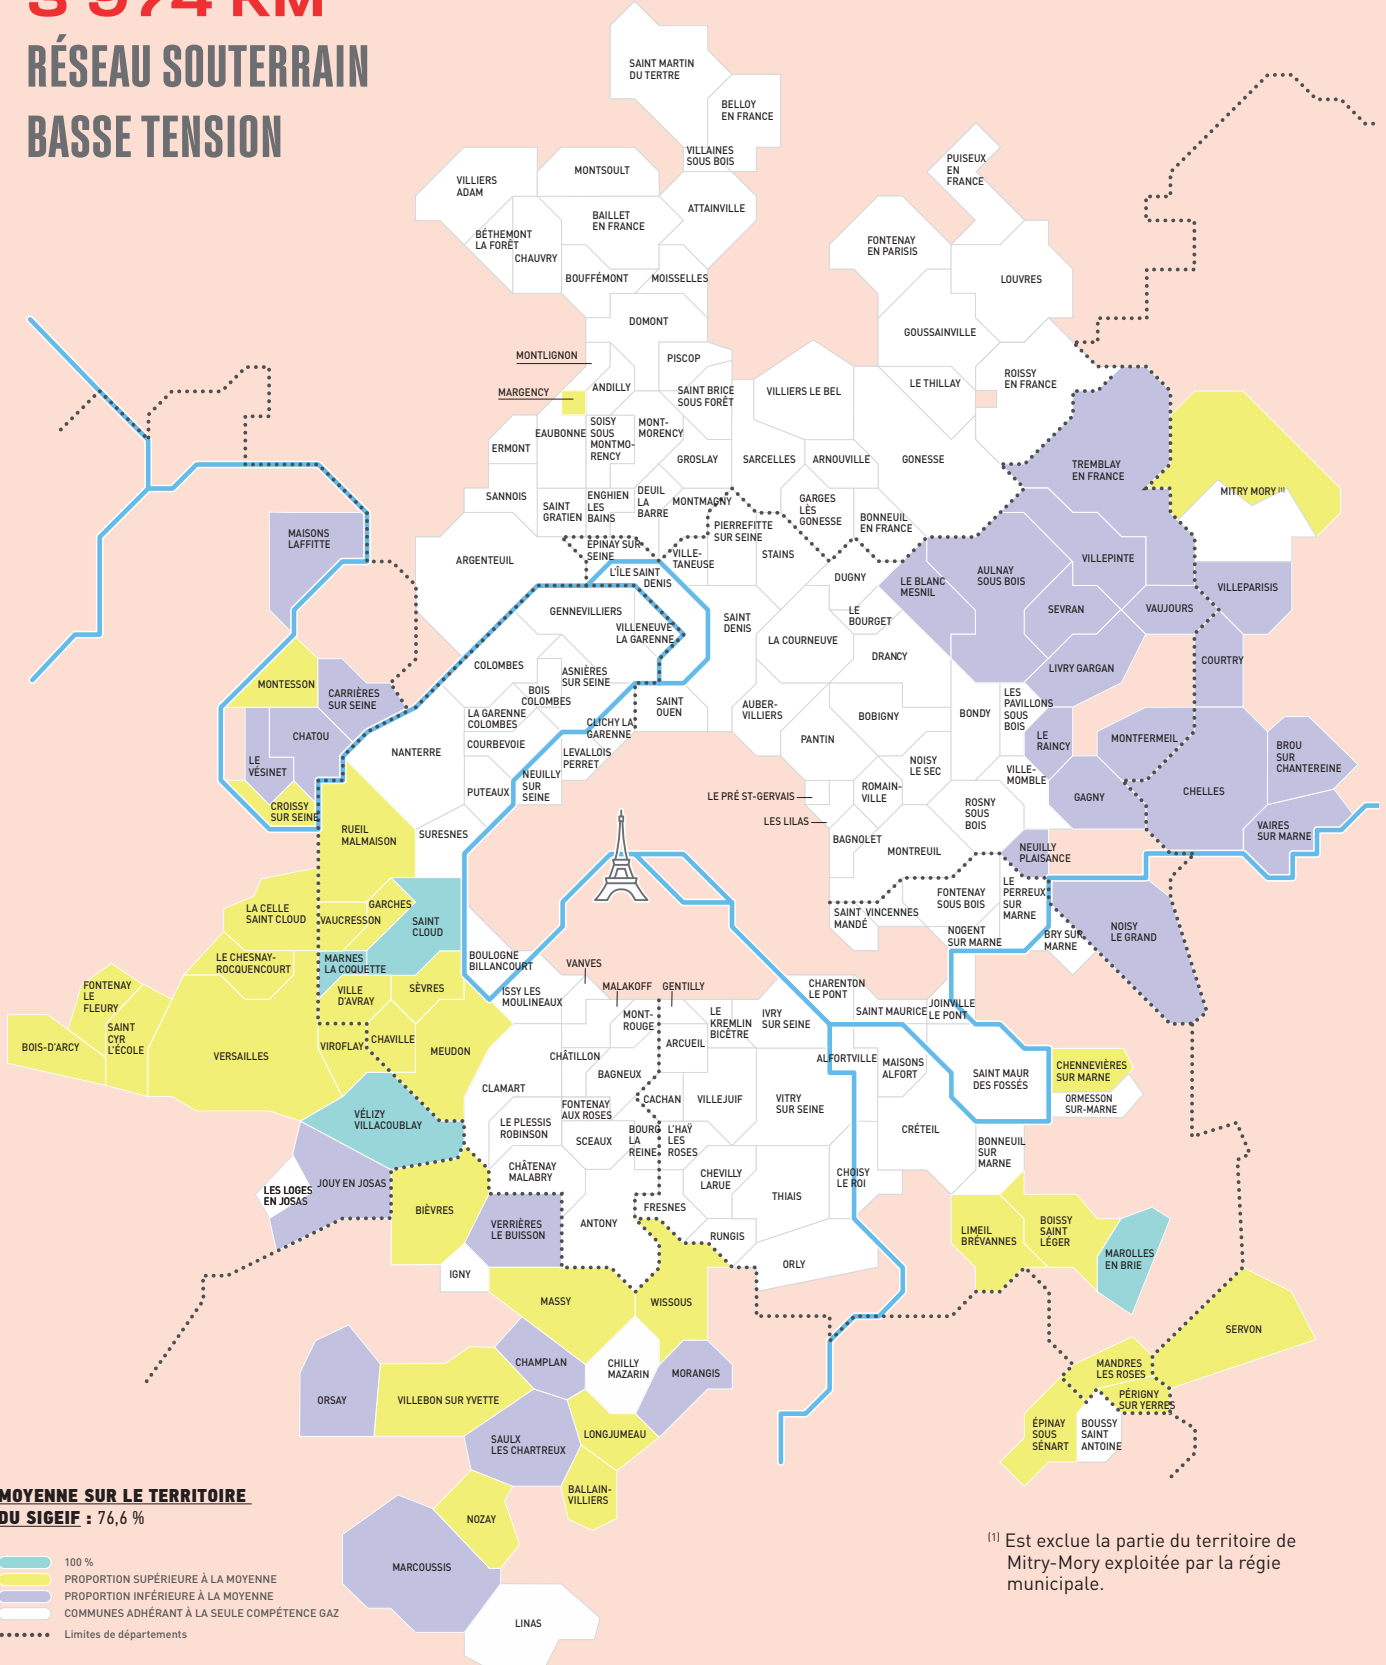 3 974 KM
RÉSEAU SOUTERRAIN
BASSE TENSION
SAINT MARTIN
DU TERTRE
BELLOY
EN FRANCE
VILLAINES
SOUS BOIS
PUISEUX
EN
FRANCE
MONTSOULT
VILLIERS
ADAM
ATTAINVILLE
BAILLET
EN FRANCE
BÉTHEMONT
LA FORÊT
CHAUVRY
FONTENAY
EN PARISIS
BOUFFÉMONT
MOISSELLES
LOUVRES
DOMONT
GOUSSAINVILLE
MONTLIGNON
PISCOP
ANDILLY
MARGENCY
SAINT BRICE
SOUS FORÊT
VILLIERS LE BEL
LE THILLAY
ROISSY
EN FRANCE
EAUBONNE
SOISY
SOUS
MONTMO-
RENCY
MONT-
MORENCY
ERMONT
GROSLAY
SARCELLES
ARNOUVILLE
GONESSE
TREMBLAY
EN FRANCE
MITRY MORY (1)
SANNOIS
SAINT
GRATIEN
ENGHIEN
LES
BAINS
DEUIL
LA
BARRE
MONTMAGNY
GARGES
LÈS
GONESSE
BONNEUIL
EN FRANCE
MAISONS
LAFFITTE
ARGENTEUIL
ÉPINAY SUR
SEINE
VILLE-
TANEUSE
PIERREFITTE
SUR SEINE
STAINS
L'ÎLE SAINT
DENIS
DUGNY
LE BLANC
MESNIL
AULNAY
SOUS BOIS
VILLEPINTE
VILLEPARISIS
GENNEVILLIERS
VILLENEUVE
LA GARENNE
SAINT
DENIS
LE
BOURGET
SEVRAN
VAUJOURS
LA COURNEUVE
DRANCY
COURTRY
COLOMBES
ASNIÈRES
SUR SEINE
LIVRY GARGAN
MONTESSON
CARRIÈRES
SUR SEINE
BOIS
COLOMBES
LA GARENNE
COLOMBES
SAINT
OUEN
AUBER-
VILLIERS
BOBIGNY
BONDY
LES
PAVILLONS
SOUS
BOIS
CLICHY LA
GARENNE
CHATOU
NANTERRE
COURBEVOIE
LEVALLOIS
PERRET
PANTIN
LE
RAINCY
MONTFERMEIL
BROU
SUR
CHANTEREINE
LE
VÉSINET
NOISY
LE SEC
VILLE-
MOMBLE
PUTEAUX
NEUILLY
SUR
SEINE
LE PRÉ ST-GERVAIS
ROMAIN-
VILLE
GAGNY
CHELLES
CROISSY
SUR SEINE
ROSNY
SOUS
BOIS
LES LILAS
RUEIL
MALMAISON
SURESNES
BAGNOLET
MONTREUIL
NEUILLY
PLAISANCE
VAIRES
SUR MARNE
LA CELLE
SAINT CLOUD
GARCHES
VAUCRESSON
SAINT
CLOUD
SAINT
MANDÉ
VINCENNES
FONTENAY
SOUS BOIS
LE
PERREUX
SUR
MARNE
NOGENT
SUR MARNE
BRY SUR
MARNE
NOISY
LE GRAND
LE CHESNAY-
ROCQUENCOURT
MARNES
LA COQUETTE
BOULOGNE
BILLANCOURT
VANVES
FONTENAY
LE
FLEURY
VILLE
D'AVRAY
SÈVRES
ISSY LES
MOULINEAUX
MALAKOFF
GENTILLY
CHARENTON
LE PONT
SAINT MAURICE
JOINVILLE
LE PONT
SAINT
CYR
L'ÉCOLE
BOIS-D'ARCY
VERSAILLES
VIROFLAY
CHAVILLE
MEUDON
MONT-
ROUGE
ARCUEIL
LE
KREMLIN
BICÊTRE
IVRY
SUR SEINE
CHÂTILLON
BAGNEUX
ALFORTVILLE
MAISONS
ALFORT
SAINT MAUR
DES FOSSÉS
CHENNEVIÈRES
SUR MARNE
ORMESSON
SUR-MARNE
CLAMART
FONTENAY
AUX ROSES
CACHAN
VILLEJUIF
VITRY
SUR SEINE
VÉLIZY
VILLACOUBLAY
LE PLESSIS
ROBINSON
SCEAUX
BOURG
LA
REINE
L'HAŸ
LES
ROSES
CRÉTEIL
BONNEUIL
SUR
MARNE
CHÂTENAY
MALABRY
CHEVILLY
LARUE
CHOISY
LE ROI
LES LOGES
EN JOSAS
JOUY EN JOSAS
BIÈVRES
THIAIS
FRESNES
VERRIÈRES
LE BUISSON
ANTONY
RUNGIS
LIMEIL
BRÉVANNES
BOISSY
SAINT
LÉGER
MAROLLES
EN BRIE
IGNY
ORLY
MASSY
WISSOUS
SERVON
CHAMPLAN
CHILLY
MAZARIN
MORANGIS
MANDRES
LES ROSES
ORSAY
VILLEBON SUR YVETTE
PÉRIGNY
SUR YERRES
SAULX
LES CHARTREUX
LONGJUMEAU
ÉPINAY
SOUS
SÉNART
BOUSSY
SAINT
ANTOINE
BALLAIN-
VILLIERS
NOZAY
MARCOUSSIS
LINAS
MOYENNE SUR LE TERRITOIRE
DU SIGEIF : 76,6 %
100 %
PROPORTION SUPÉRIEURE À LA MOYENNE
PROPORTION INFÉRIEURE À LA MOYENNE
COMMUNES ADHÉRANT À LA SEULE COMPÉTENCE GAZ
Limites de départements
(1) Est exclue la partie du territoire de
Mitry-Mory exploitée par la régie
municipale.